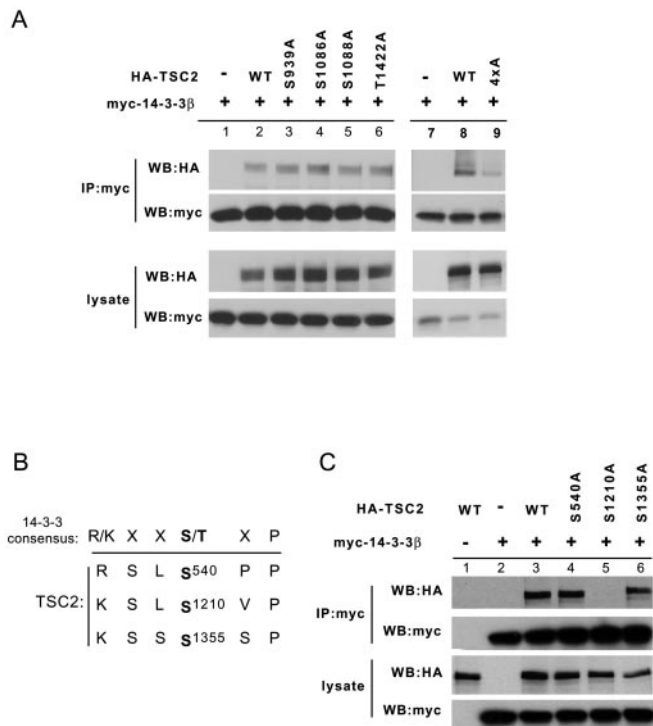 A
HA-TSC2 - WT S939A S1086A S1088A T1422A - WT 4xA
myc-14-3-3β + + + + + + + + +
1 2 3 4 5 6 7 8 9
IP:myc
WB:HA
WB:myc
lysate
WB:HA
WB:myc
B
14-3-3
consensus: R/K X X S/T X P
TSC2:
R S L S540 P P
K S L S1210 V P
K S S S1355 S P
C
HA-TSC2 WT - WT S540A S1210A S1355A
myc-14-3-3β - + + + + +
1 2 3 4 5 6
IP:myc
WB:HA
WB:myc
lysate
WB:HA
WB:myc